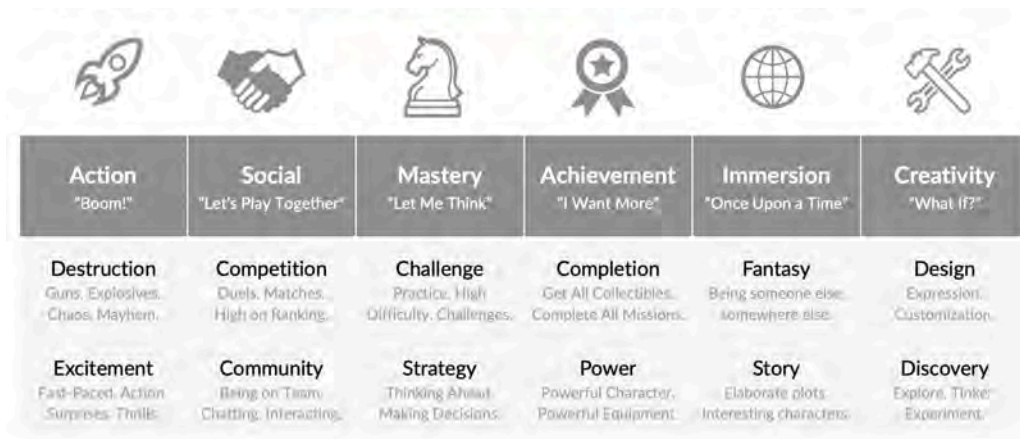 Action
"Boom!"
Social
"Let's Play Together"
Mastery
"Let Me Think"
Achievement
"I Want More"
Immersion
"Once Upon a Time"
Creativity
"What If?"
Destruction
Guns. Explosives.
Chaos. Mayhem.
Competition
Duels. Matches.
High on Ranking.
Challenge
Practice. High
Difficulty. Challenges.
Completion
Get All Collectibles.
Complete All Missions.
Fantasy
Being someone else,
somewhere else.
Design
Expression.
Customization.
Excitement
Fast-Paced. Action.
Surprises. Thrills.
Community
Being on Team.
Chatting. Interacting.
Strategy
Thinking Ahead.
Making Decisions.
Power
Powerful Character.
Powerful Equipment.
Story
Elaborate plots.
Interesting characters.
Discovery
Explore. Tinker.
Experiment.